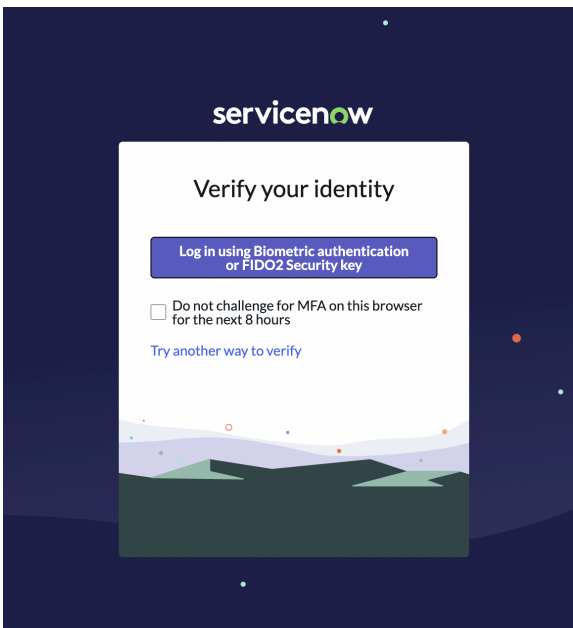 servicenow
Verify your identity
Log in using Biometric authentication
or FIDO2 Security key
Do not challenge for MFA on this browser
for the next 8 hours
Try another way to verify